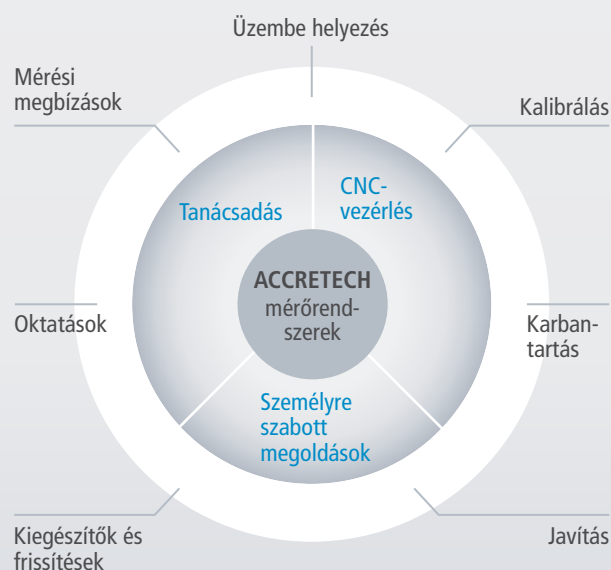 Üzembe helyezés
Mérési
megbízások
Kalibrálás
Tanácsadás
CNC-
vezérlés
ACCRETECH
mérőrend-
szerek
Oktatások
Karban-
tartás
Személyre
szabott
megoldások
Kiegészítők és
frissítések
Javítás